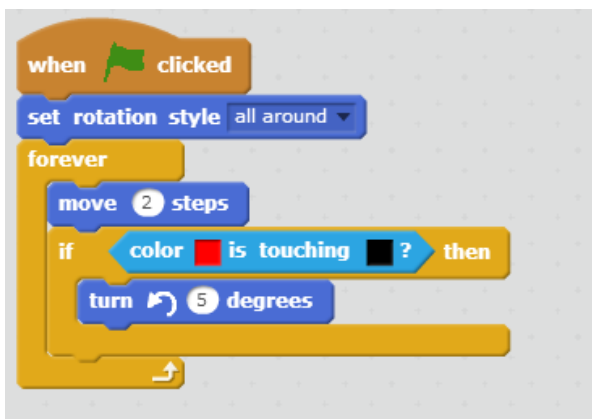 when clicked
set rotation style all around
forever
move 2 steps
if color is touching ? then
turn 5 degrees